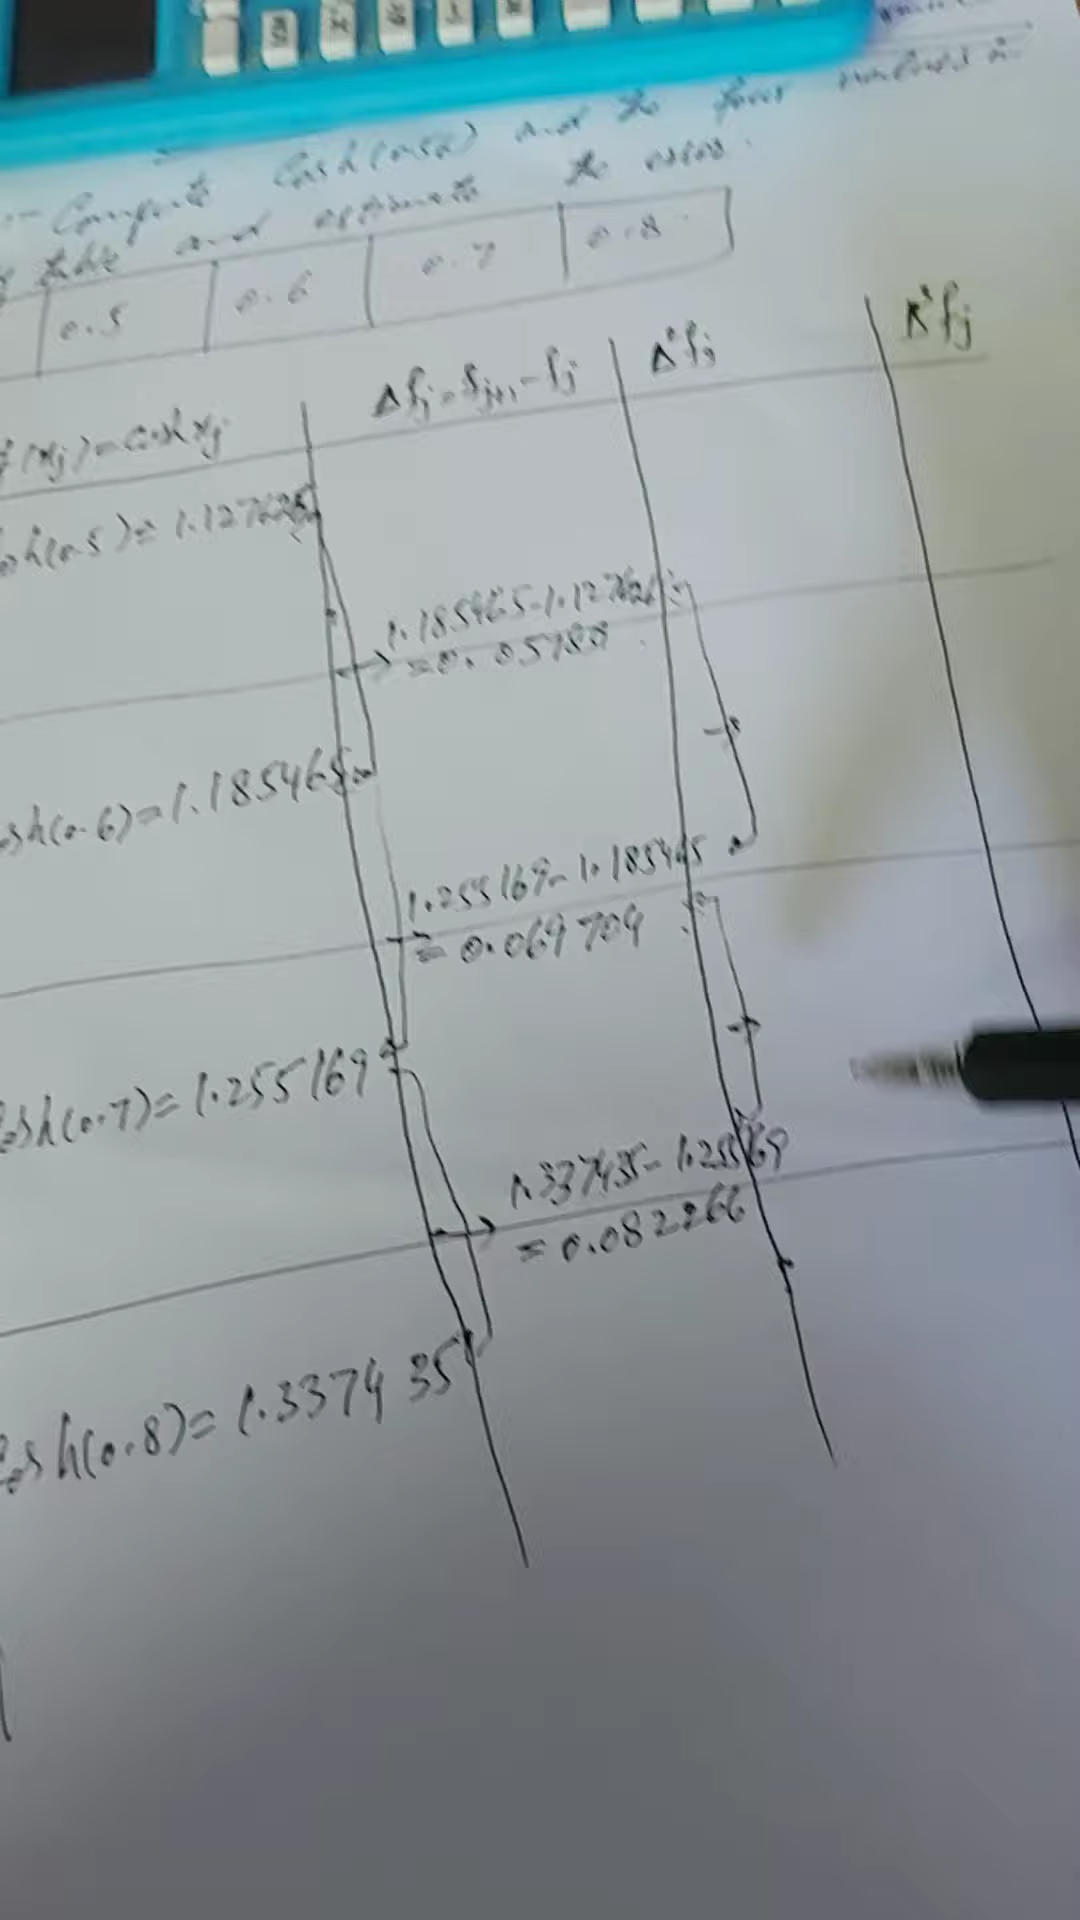 Compute Cosh(0.56) and the four values in
table and estimate the error.
0.5 0.6 0.7 0.8
f(xj)=coshxj Δfj=fj+1-fj Δ²fj Δ³fj
cosh(0.5)=1.127626
1.185465-1.127626
=0.05783
cosh(0.6)=1.185465
1.255169-1.185465
=0.069704
Cosh(0.7)=1.255169
1.337435-1.255169
=0.082266
Cosh(0.8)=1.337435